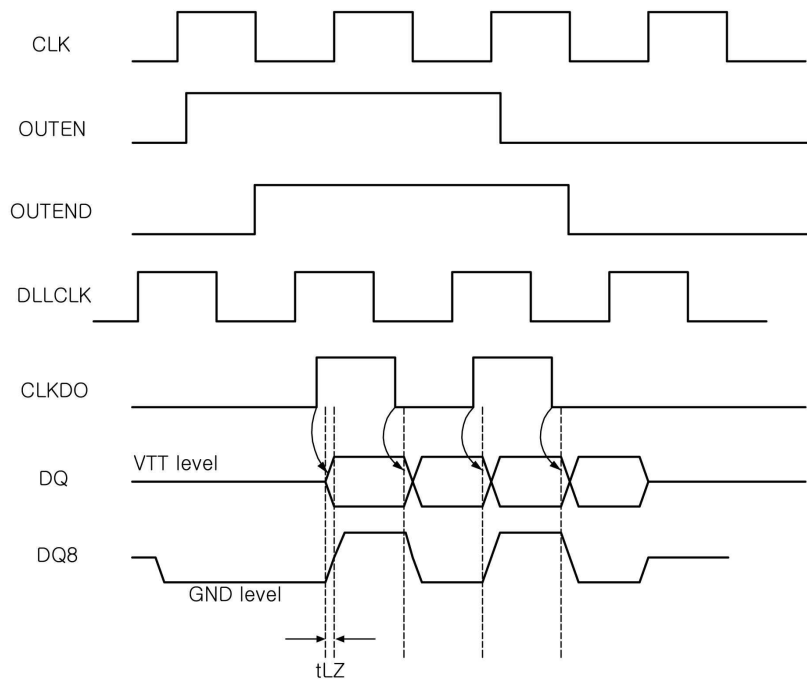 CLK
OUTEN
OUTEND
DLLCLK
CLKDO
VTT level
DQ
DQ8
GND level
tLZ